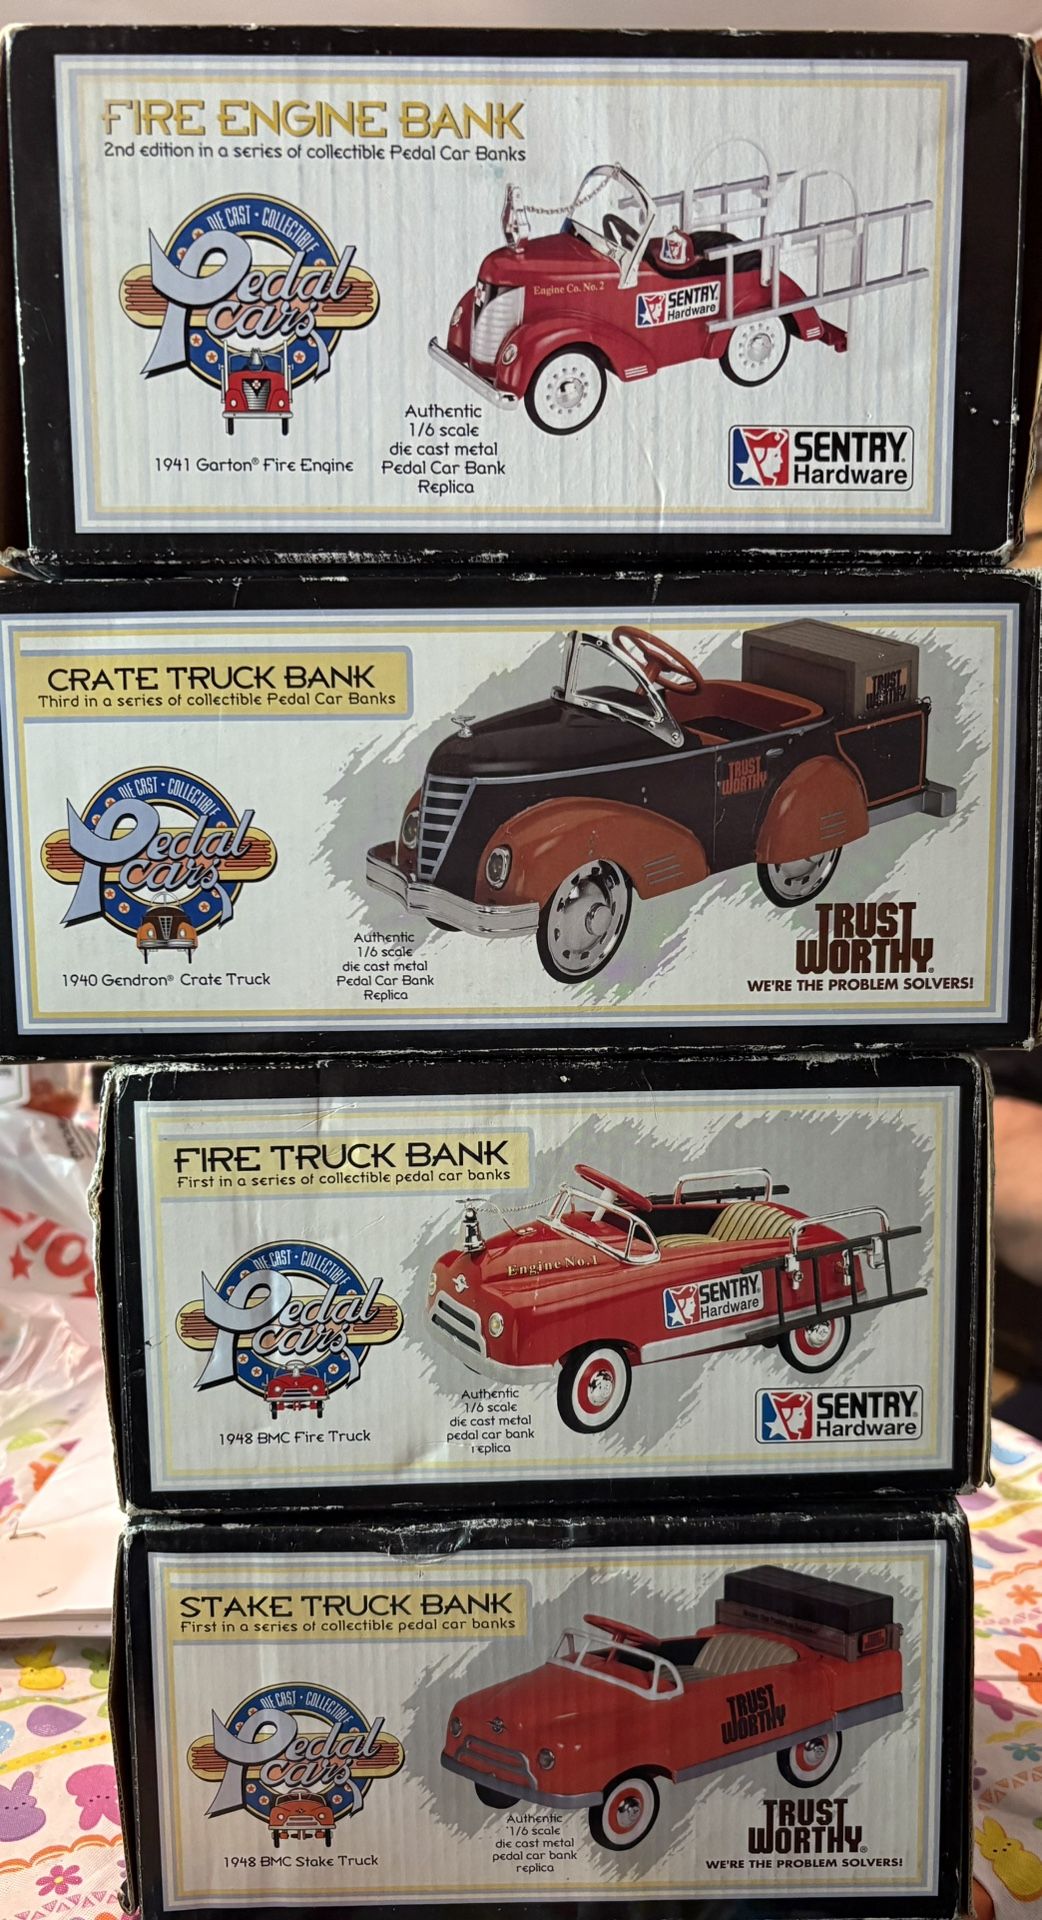 FIRE ENGINE BANK
2nd edition in a series of collectible Pedal Car Banks
DIE CAST · COLLECTIBLE
Pedal
Cars
1941 Garton® Fire Engine
Authentic
1/6 scale
die cast metal
Pedal Car Bank
Replica
Engine Co. No. 2
SENTRY.
Hardware
SENTRY.
Hardware
CRATE TRUCK BANK
Third in a series of collectible Pedal Car Banks
DIE CAST · COLLECTIBLE
Pedal
Cars
1940 Gendron® Crate Truck
Authentic
1/6 scale
die cast metal
Pedal Car Bank
Replica
TRUST
WORTHY
TRUST
WORTHY
TRUST
WORTHY®
WE'RE THE PROBLEM SOLVERS!
FIRE TRUCK BANK
First in a series of collectible pedal car banks
DIE CAST · COLLECTIBLE
Pedal
Cars
1948 BMC Fire Truck
Authentic
1/6 scale
die cast metal
pedal car bank
replica
Engine No. 1
SENTRY.
Hardware
SENTRY.
Hardware
STAKE TRUCK BANK
First in a series of collectible pedal car banks
DIE CAST · COLLECTIBLE
Pedal
Cars
1948 BMC Stake Truck
Authentic
1/6 scale
die cast metal
pedal car bank
replica
TRUST
WORTHY
TRUST
WORTHY®
WE'RE THE PROBLEM SOLVERS!